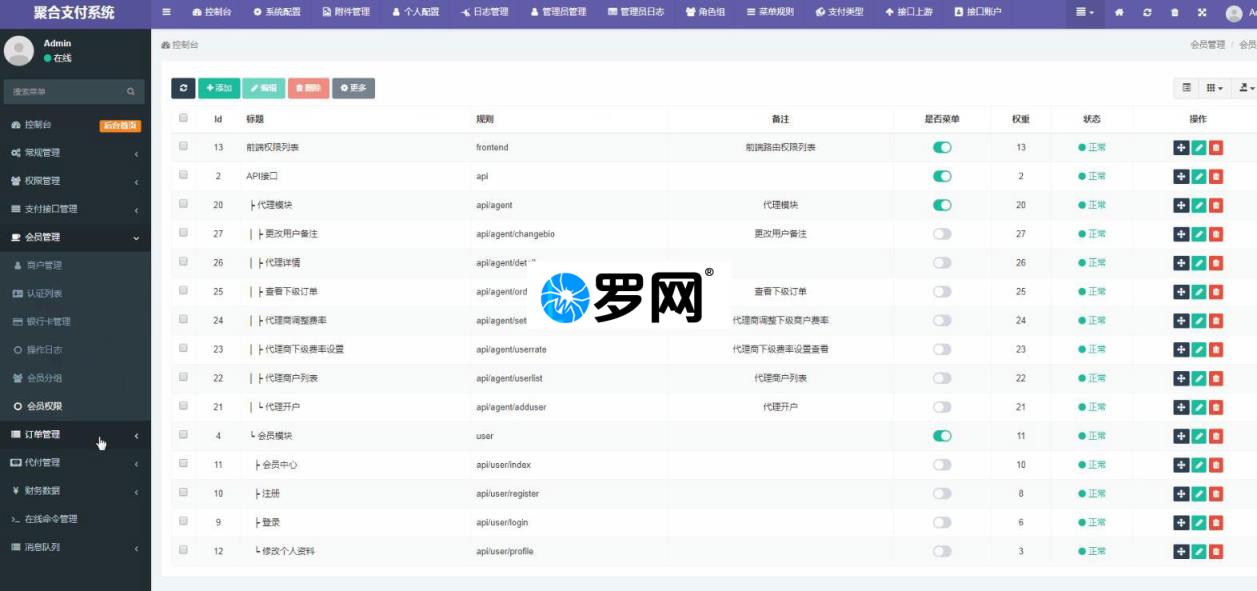 聚合支付系统
控制台 系统配置 附件管理 个人配置 日志管理 管理员管理 管理员日志 角色组 菜单规则 支付类型 接口上游 接口账户
Admin
在线
控制台
会员管理 / 会员
搜索菜单
添加 编辑 删除 更多
控制台 后台首页
常规管理
权限管理
支付接口管理
会员管理
商户管理
认证列表
银行卡管理
操作日志
会员分组
会员权限
订单管理
代付管理
财务数据
在线命令管理
消息队列
Id 标题 规则 备注 是否菜单 权重 状态 操作
13 前端权限列表 frontend 前端路由权限列表 13 正常
2 API接口 api 2 正常
20 ├代理模块 api/agent 代理模块 20 正常
27 │ ├更改用户备注 api/agent/changebio 更改用户备注 27 正常
26 │ ├代理详情 26 正常
25 │ ├查看下级订单 api/agent/ord 查看下级订单 25 正常
24 │ ├代理商调整费率 api/agent/set 代理商调整下级商户费率 24 正常
23 │ ├代理商下级费率设置 api/agent/userrate 代理商下级费率设置查看 23 正常
22 │ ├代理商户列表 api/agent/userlist 代理商户列表 22 正常
21 │ └代理开户 api/agent/adduser 代理开户 21 正常
4 └会员模块 user 11 正常
11 ├会员中心 api/user/index 10 正常
10 ├注册 api/user/register 8 正常
9 ├登录 api/user/login 6 正常
12 └修改个人资料 api/user/profile 3 正常
罗网®